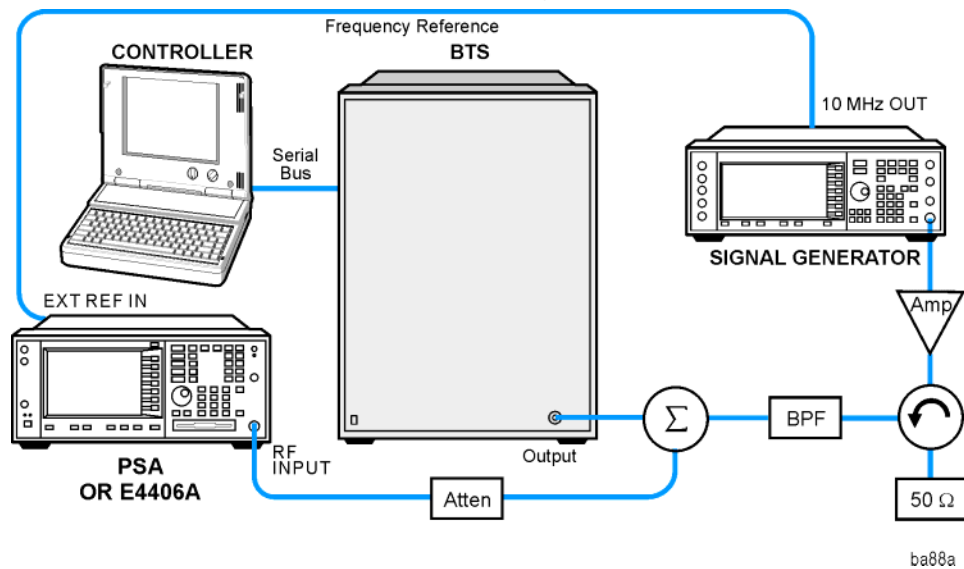 Frequency Reference
CONTROLLER
BTS
10 MHz OUT
Serial
Bus
SIGNAL GENERATOR
EXT REF IN
Amp
Σ
BPF
RF
INPUT
Output
PSA
OR E4406A
Atten
50 Ω
ba88a